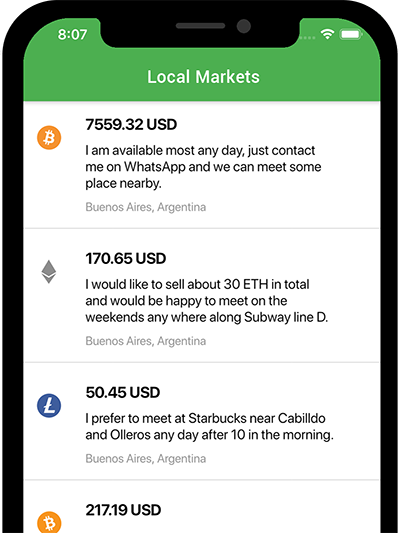 8:07
Local Markets
7559.32 USD
I am available most any day, just contact
me on WhatsApp and we can meet some
place nearby.
Buenos Aires, Argentina
170.65 USD
I would like to sell about 30 ETH in total
and would be happy to meet on the
weekends any where along Subway line D.
Buenos Aires, Argentina
50.45 USD
I prefer to meet at Starbucks near Cabilldo
and Olleros any day after 10 in the morning.
Buenos Aires, Argentina
217.19 USD